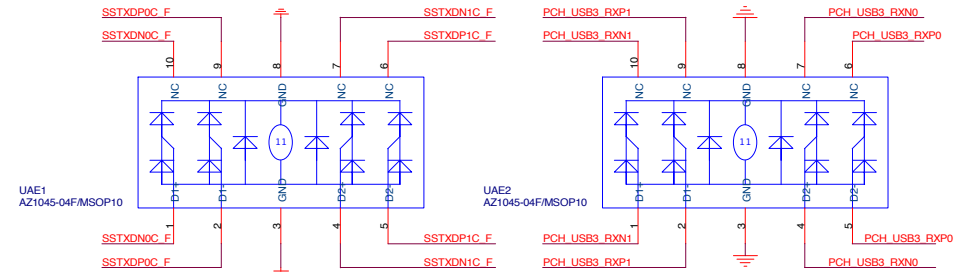 SSTXDP0C_F SSTXDN1C_F PCH_USB3_RXP1 PCH_USB3_RXN0
SSTXDN0C_F SSTXDP1C_F PCH_USB3_RXN1 PCH_USB3_RXP0
10 9 8 7 6 10 9 8 7 6
NC NC GND NC NC NC NC GND NC NC
11 11
UAE1 UAE2
AZ1045-04F/MSOP10 AZ1045-04F/MSOP10
D1+ D1- GND D2+ D2- D1+ D1- GND D2+ D2-
1 2 3 4 5 1 2 3 4 5
SSTXDN0C_F SSTXDP1C_F PCH_USB3_RXN1 PCH_USB3_RXP0
SSTXDP0C_F SSTXDN1C_F PCH_USB3_RXP1 PCH_USB3_RXN0